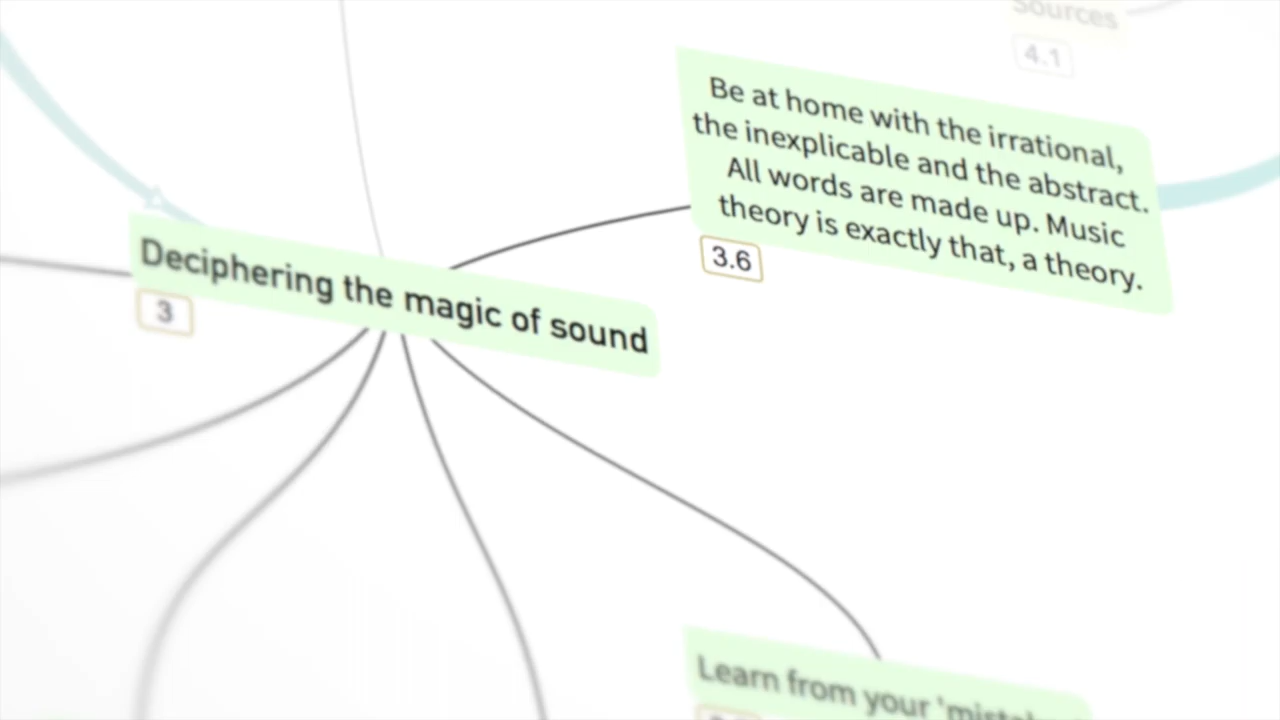 Sources
4.1
Be at home with the irrational,
the inexplicable and the abstract.
All words are made up. Music
theory is exactly that, a theory.
3.6
Deciphering the magic of sound
3
Learn from your